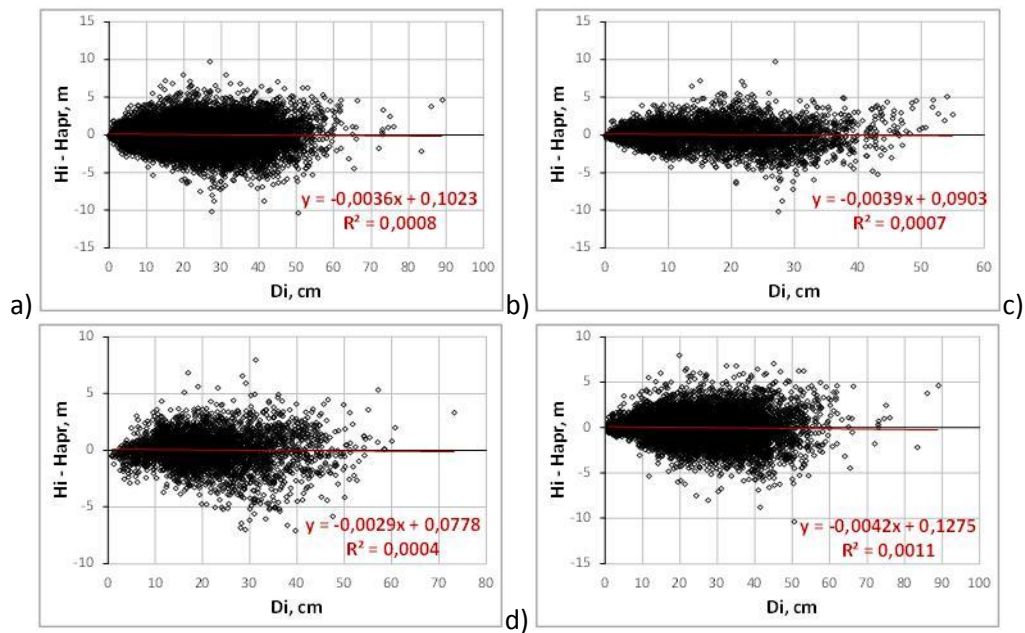 15
10
5
0
-5
-10
-15
Hi - Hapr, m
y = -0,0036x + 0,1023
R² = 0,0008
0 10 20 30 40 50 60 70 80 90 100
Di, cm
a)
15
10
5
0
-5
-10
-15
Hi - Hapr, m
y = -0,0039x + 0,0903
R² = 0,0007
0 10 20 30 40 50 60
Di, cm
b)
c)
10
5
0
-5
-10
Hi - Hapr, m
y = -0,0029x + 0,0778
R² = 0,0004
0 10 20 30 40 50 60 70 80
Di, cm
d)
10
5
0
-5
-10
-15
Hi - Hapr, m
y = -0,0042x + 0,1275
R² = 0,0011
0 10 20 30 40 50 60 70 80 90 100
Di, cm